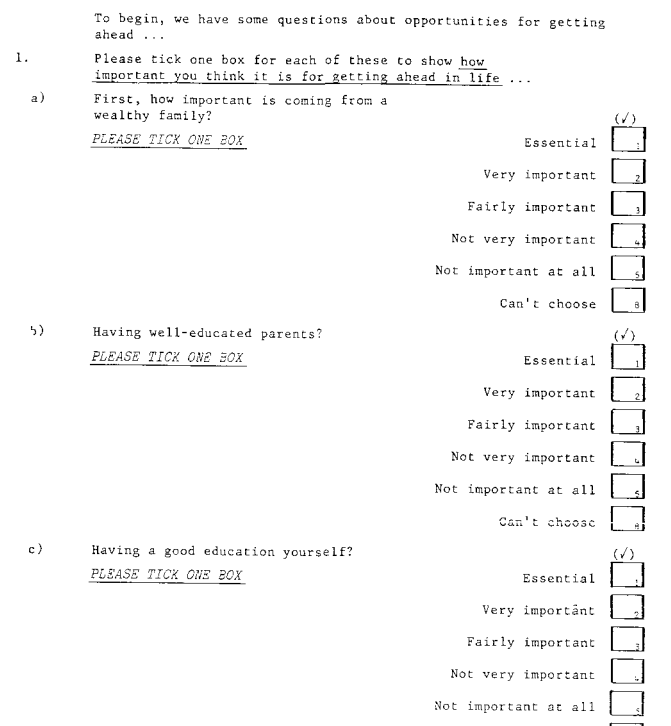 To begin, we have some questions about opportunities for getting
ahead ...
1. Please tick one box for each of these to show how
important you think it is for getting ahead in life ...
a) First, how important is coming from a
wealthy family?
(√)
PLEASE TICK ONE BOX Essential 1
Very important 2
Fairly important 3
Not very important 4
Not important at all 5
Can't choose 8
b) Having well-educated parents? (√)
PLEASE TICK ONE BOX Essential 1
Very important 2
Fairly important 3
Not very important 4
Not important at all 5
Can't choose 8
c) Having a good education yourself? (√)
PLEASE TICK ONE BOX Essential 1
Very important 2
Fairly important 3
Not very important 4
Not important at all 5